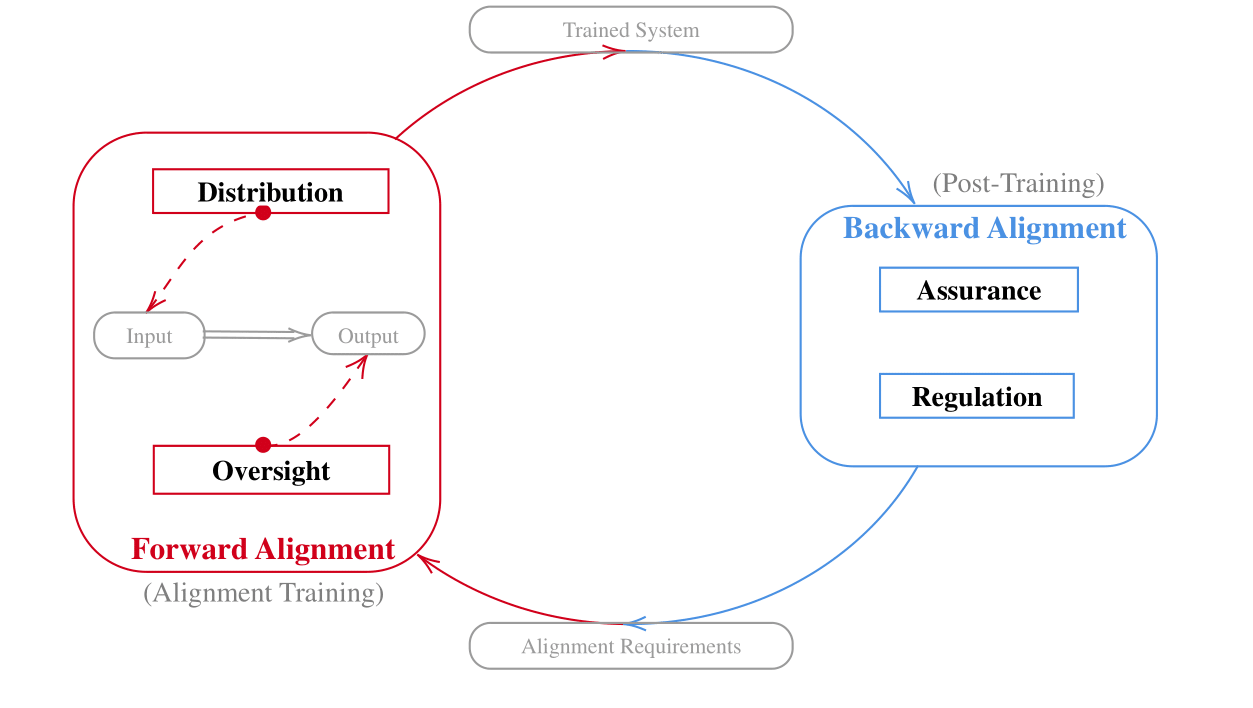 Trained System
Distribution
(Post-Training)
Backward Alignment
Assurance
Input
Output
Regulation
Oversight
Forward Alignment
(Alignment Training)
Alignment Requirements